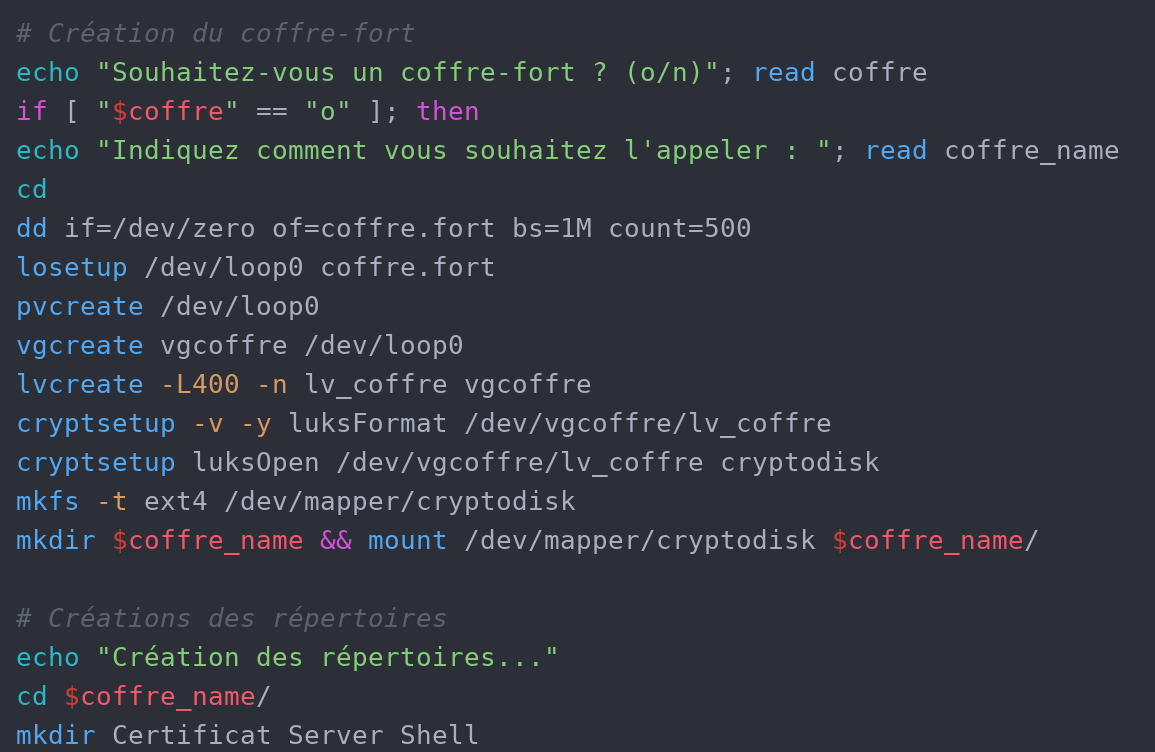 # Création du coffre-fort
echo "Souhaitez-vous un coffre-fort ? (o/n)"; read coffre
if [ "$coffre" == "o" ]; then
echo "Indiquez comment vous souhaitez l'appeler : "; read coffre_name
cd
dd if=/dev/zero of=coffre.fort bs=1M count=500
losetup /dev/loop0 coffre.fort
pvcreate /dev/loop0
vgcreate vgcoffre /dev/loop0
lvcreate -L400 -n lv_coffre vgcoffre
cryptsetup -v -y luksFormat /dev/vgcoffre/lv_coffre
cryptsetup luksOpen /dev/vgcoffre/lv_coffre cryptodisk
mkfs -t ext4 /dev/mapper/cryptodisk
mkdir $coffre_name && mount /dev/mapper/cryptodisk $coffre_name/

# Créations des répertoires
echo "Création des répertoires..."
cd $coffre_name/
mkdir Certificat Server Shell